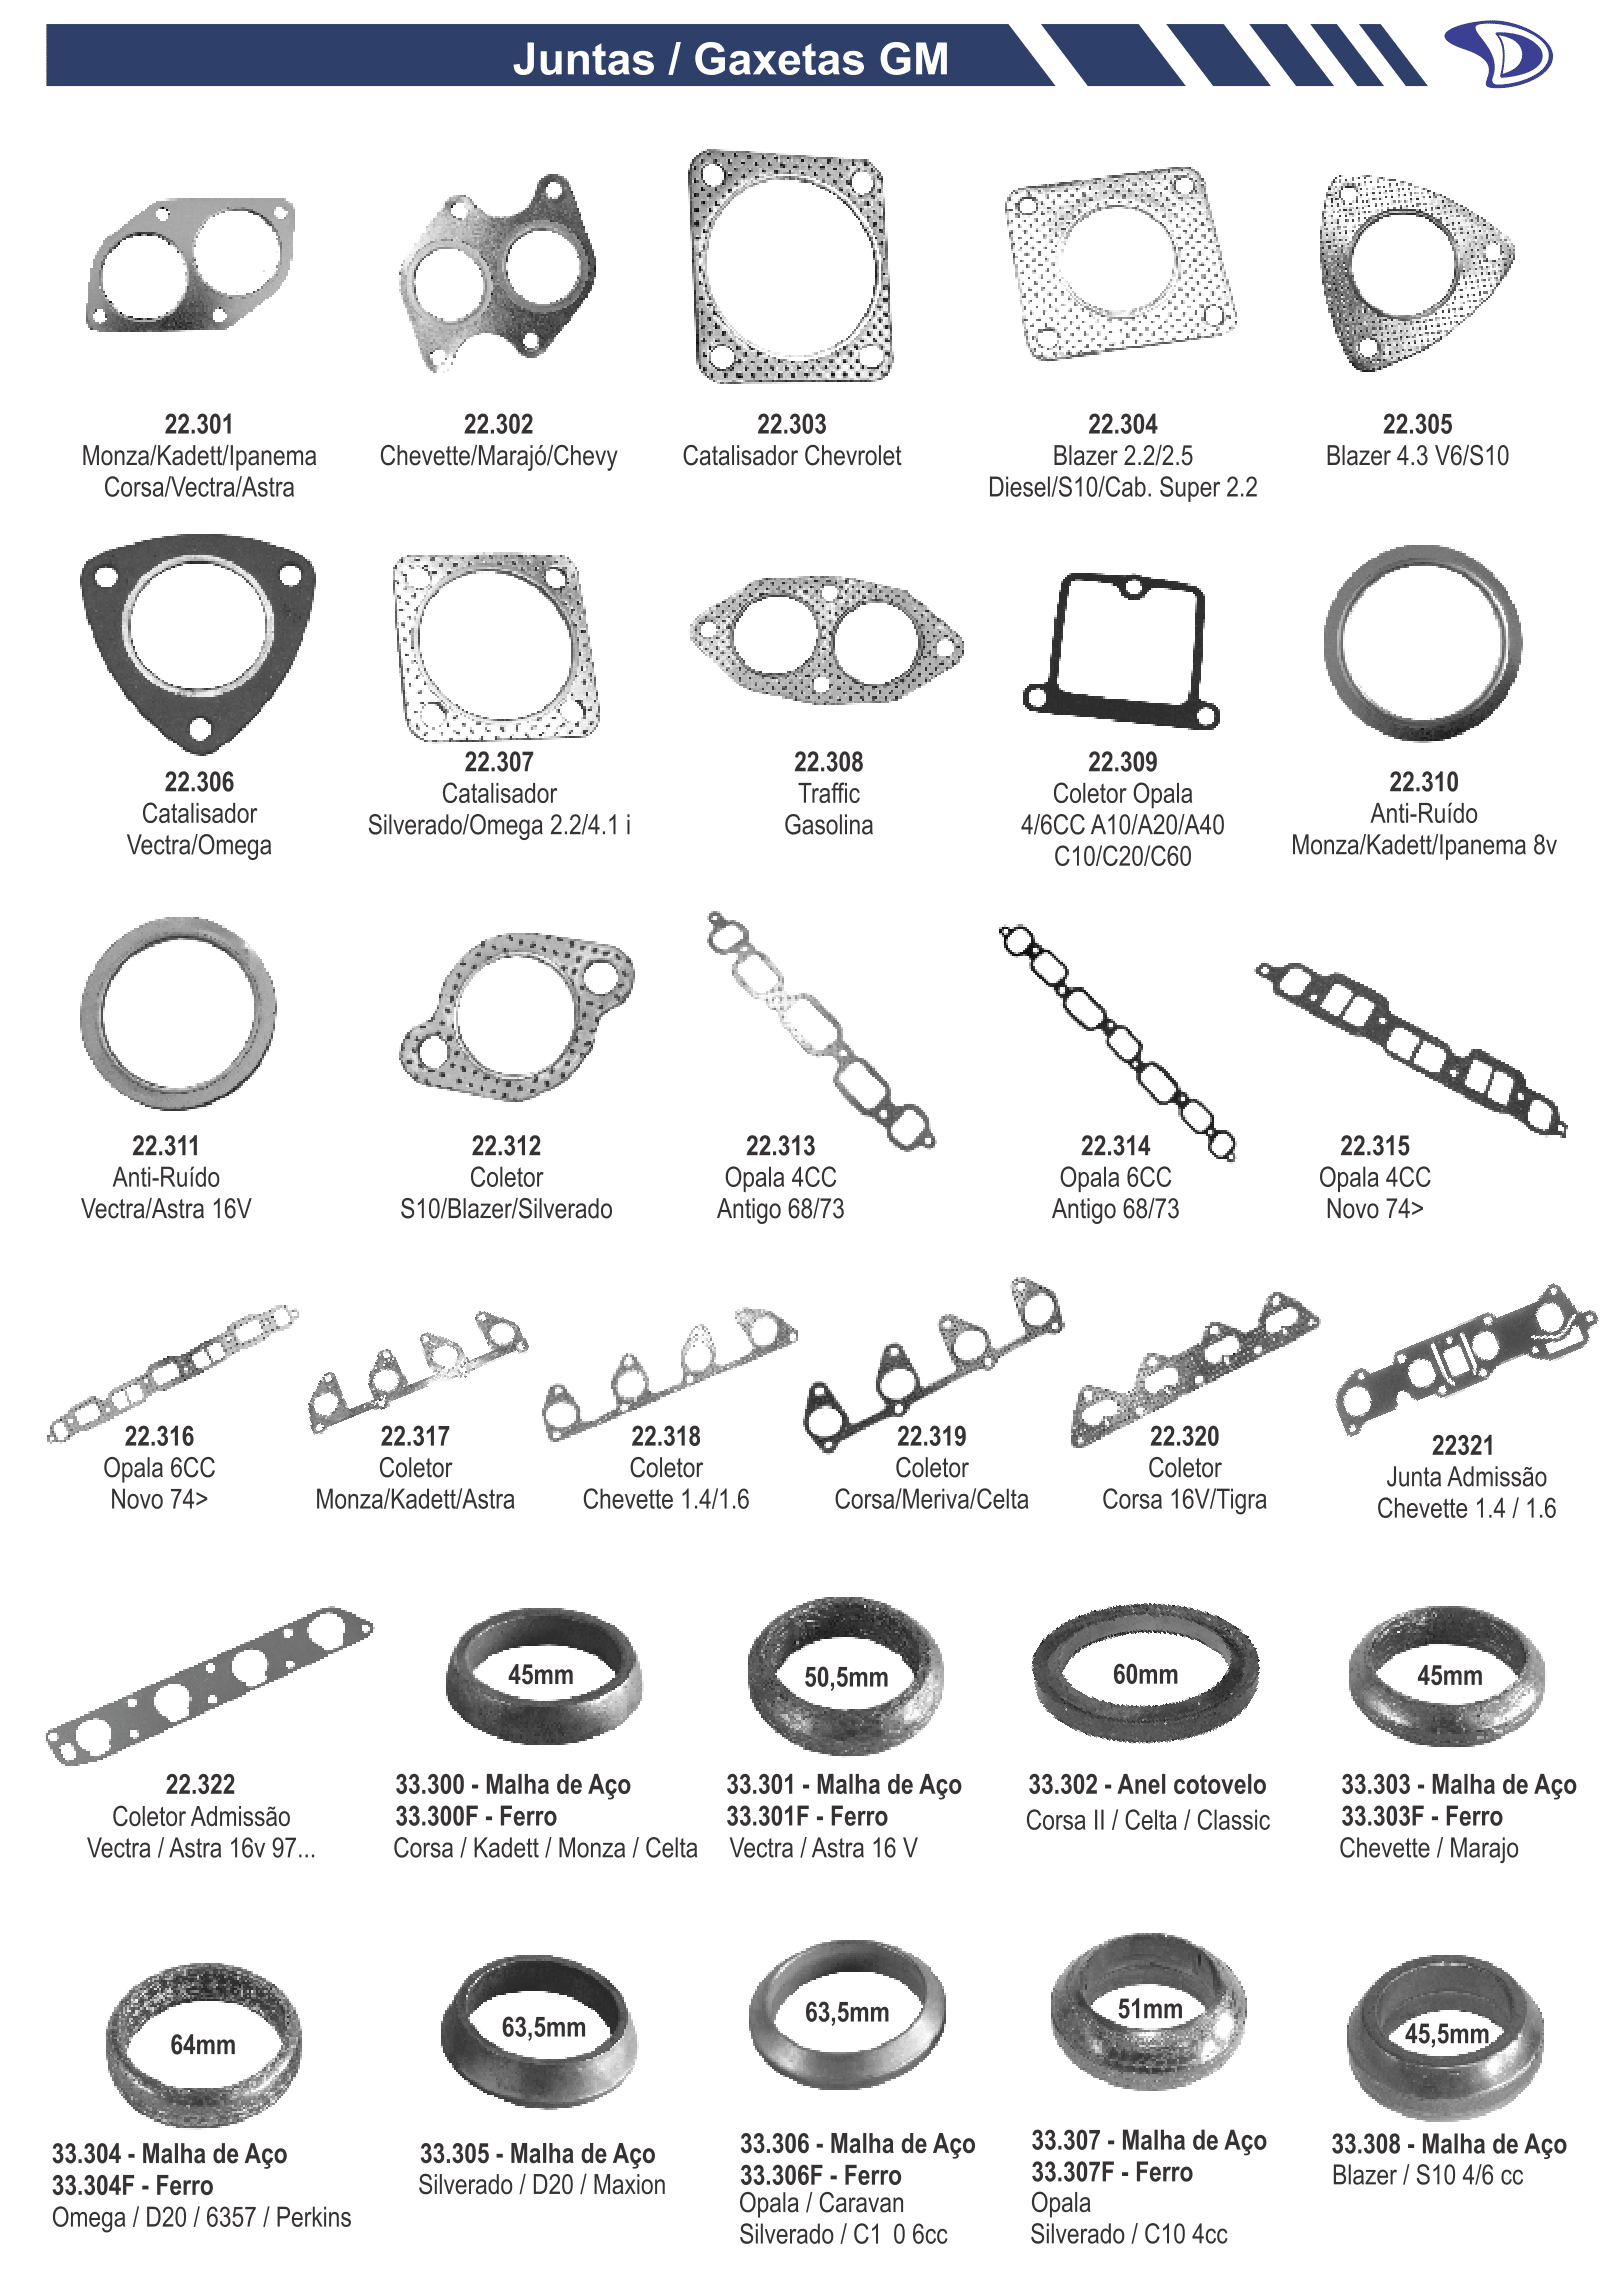 Juntas / Gaxetas GM
22.301
Monza/Kadett/Ipanema
Corsa/Vectra/Astra
22.302
Chevette/Marajó/Chevy
22.303
Catalisador Chevrolet
22.304
Blazer 2.2/2.5
Diesel/S10/Cab. Super 2.2
22.305
Blazer 4.3 V6/S10
22.306
Catalisador
Vectra/Omega
22.307
Catalisador
Silverado/Omega 2.2/4.1 i
22.308
Traffic
Gasolina
22.309
Coletor Opala
4/6CC A10/A20/A40
C10/C20/C60
22.310
Anti-Ruído
Monza/Kadett/Ipanema 8v
22.311
Anti-Ruído
Vectra/Astra 16V
22.312
Coletor
S10/Blazer/Silverado
22.313
Opala 4CC
Antigo 68/73
22.314
Opala 6CC
Antigo 68/73
22.315
Opala 4CC
Novo 74>
22.316
Opala 6CC
Novo 74>
22.317
Coletor
Monza/Kadett/Astra
22.318
Coletor
Chevette 1.4/1.6
22.319
Coletor
Corsa/Meriva/Celta
22.320
Coletor
Corsa 16V/Tigra
22321
Junta Admissão
Chevette 1.4 / 1.6
22.322
Coletor Admissão
Vectra / Astra 16v 97...
45mm
33.300 - Malha de Aço
33.300F - Ferro
Corsa / Kadett / Monza / Celta
50,5mm
33.301 - Malha de Aço
33.301F - Ferro
Vectra / Astra 16 V
60mm
33.302 - Anel cotovelo
Corsa II / Celta / Classic
45mm
33.303 - Malha de Aço
33.303F - Ferro
Chevette / Marajo
64mm
33.304 - Malha de Aço
33.304F - Ferro
Omega / D20 / 6357 / Perkins
63,5mm
33.305 - Malha de Aço
Silverado / D20 / Maxion
63,5mm
33.306 - Malha de Aço
33.306F - Ferro
Opala / Caravan
Silverado / C1 0 6cc
51mm
33.307 - Malha de Aço
33.307F - Ferro
Opala
Silverado / C10 4cc
45,5mm
33.308 - Malha de Aço
Blazer / S10 4/6 cc